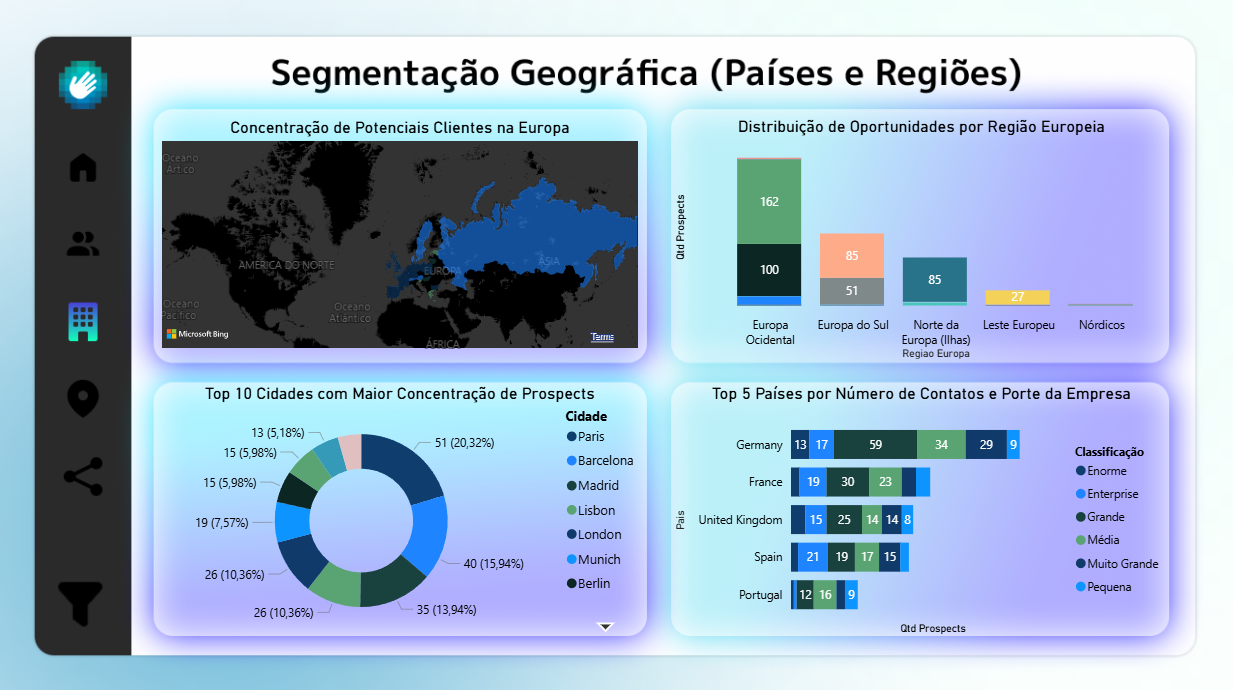 Segmentação Geográfica (Países e Regiões)
Concentração de Potenciais Clientes na Europa
Oceano
Ártico
AMÉRICA DO NORTE
EUROPA
ÁSIA
Oceano
Pacífico
Oceano
Atlântico
ÁFRICA
Microsoft Bing
Terms
Distribuição de Oportunidades por Região Europeia
Qtd Prospects
162
100
85
51
85
27
Europa
Ocidental
Europa do Sul
Norte da
Europa (Ilhas)
Leste Europeu
Nórdicos
Regiao Europa
Top 10 Cidades com Maior Concentração de Prospects
51 (20,32%)
40 (15,94%)
35 (13,94%)
26 (10,36%)
26 (10,36%)
19 (7,57%)
15 (5,98%)
15 (5,98%)
13 (5,18%)
Cidade
Paris
Barcelona
Madrid
Lisbon
London
Munich
Berlin
Top 5 Países por Número de Contatos e Porte da Empresa
Pais
Germany 13 17 59 34 29 9
France 19 30 23
United Kingdom 15 25 14 14 8
Spain 21 19 17 15
Portugal 12 16 9
Qtd Prospects
Classificação
Enorme
Enterprise
Grande
Média
Muito Grande
Pequena